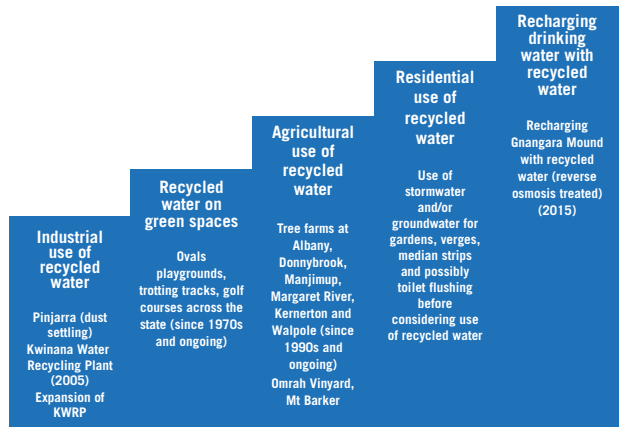 Industrial
use of
recycled
water
Pinjarra (dust
settling)
Kwinana Water
Recycling Plant
(2005)
Expansion of
KWRP
Recycled
water on
green spaces
Ovals
playgrounds,
trotting tracks, golf
courses across the
state (since 1970s
and ongoing)
Agricultural
use of
recycled
water
Tree farms at
Albany,
Donnybrook,
Manjimup,
Margaret River,
Kernerton and
Walpole (since
1990s and
ongoing)
Omrah Vinyard,
Mt Barker
Residential
use of
recycled
water
Use of
stormwater
and/or
groundwater for
gardens, verges,
median strips
and possibly
toilet flushing
before
considering use
of recycled water
Recharging
drinking
water with
recycled
water
Recharging
Gnangara Mound
with recycled
water (reverse
osmosis treated)
(2015)